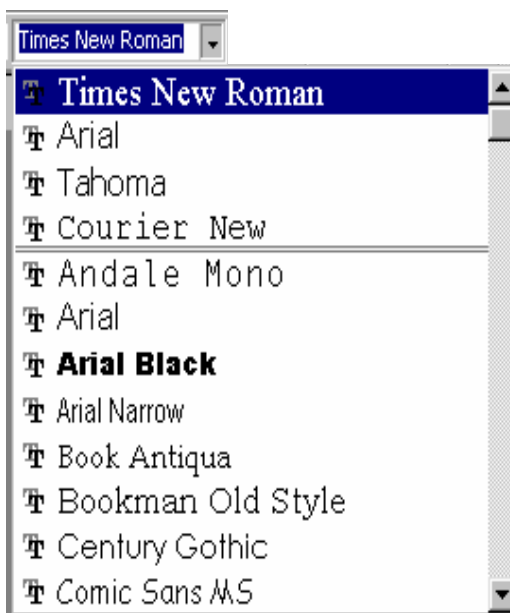 Times New Roman
Times New Roman
Arial
Tahoma
Courier New
Andale Mono
Arial
Arial Black
Arial Narrow
Book Antiqua
Bookman Old Style
Century Gothic
Comic Sans MS